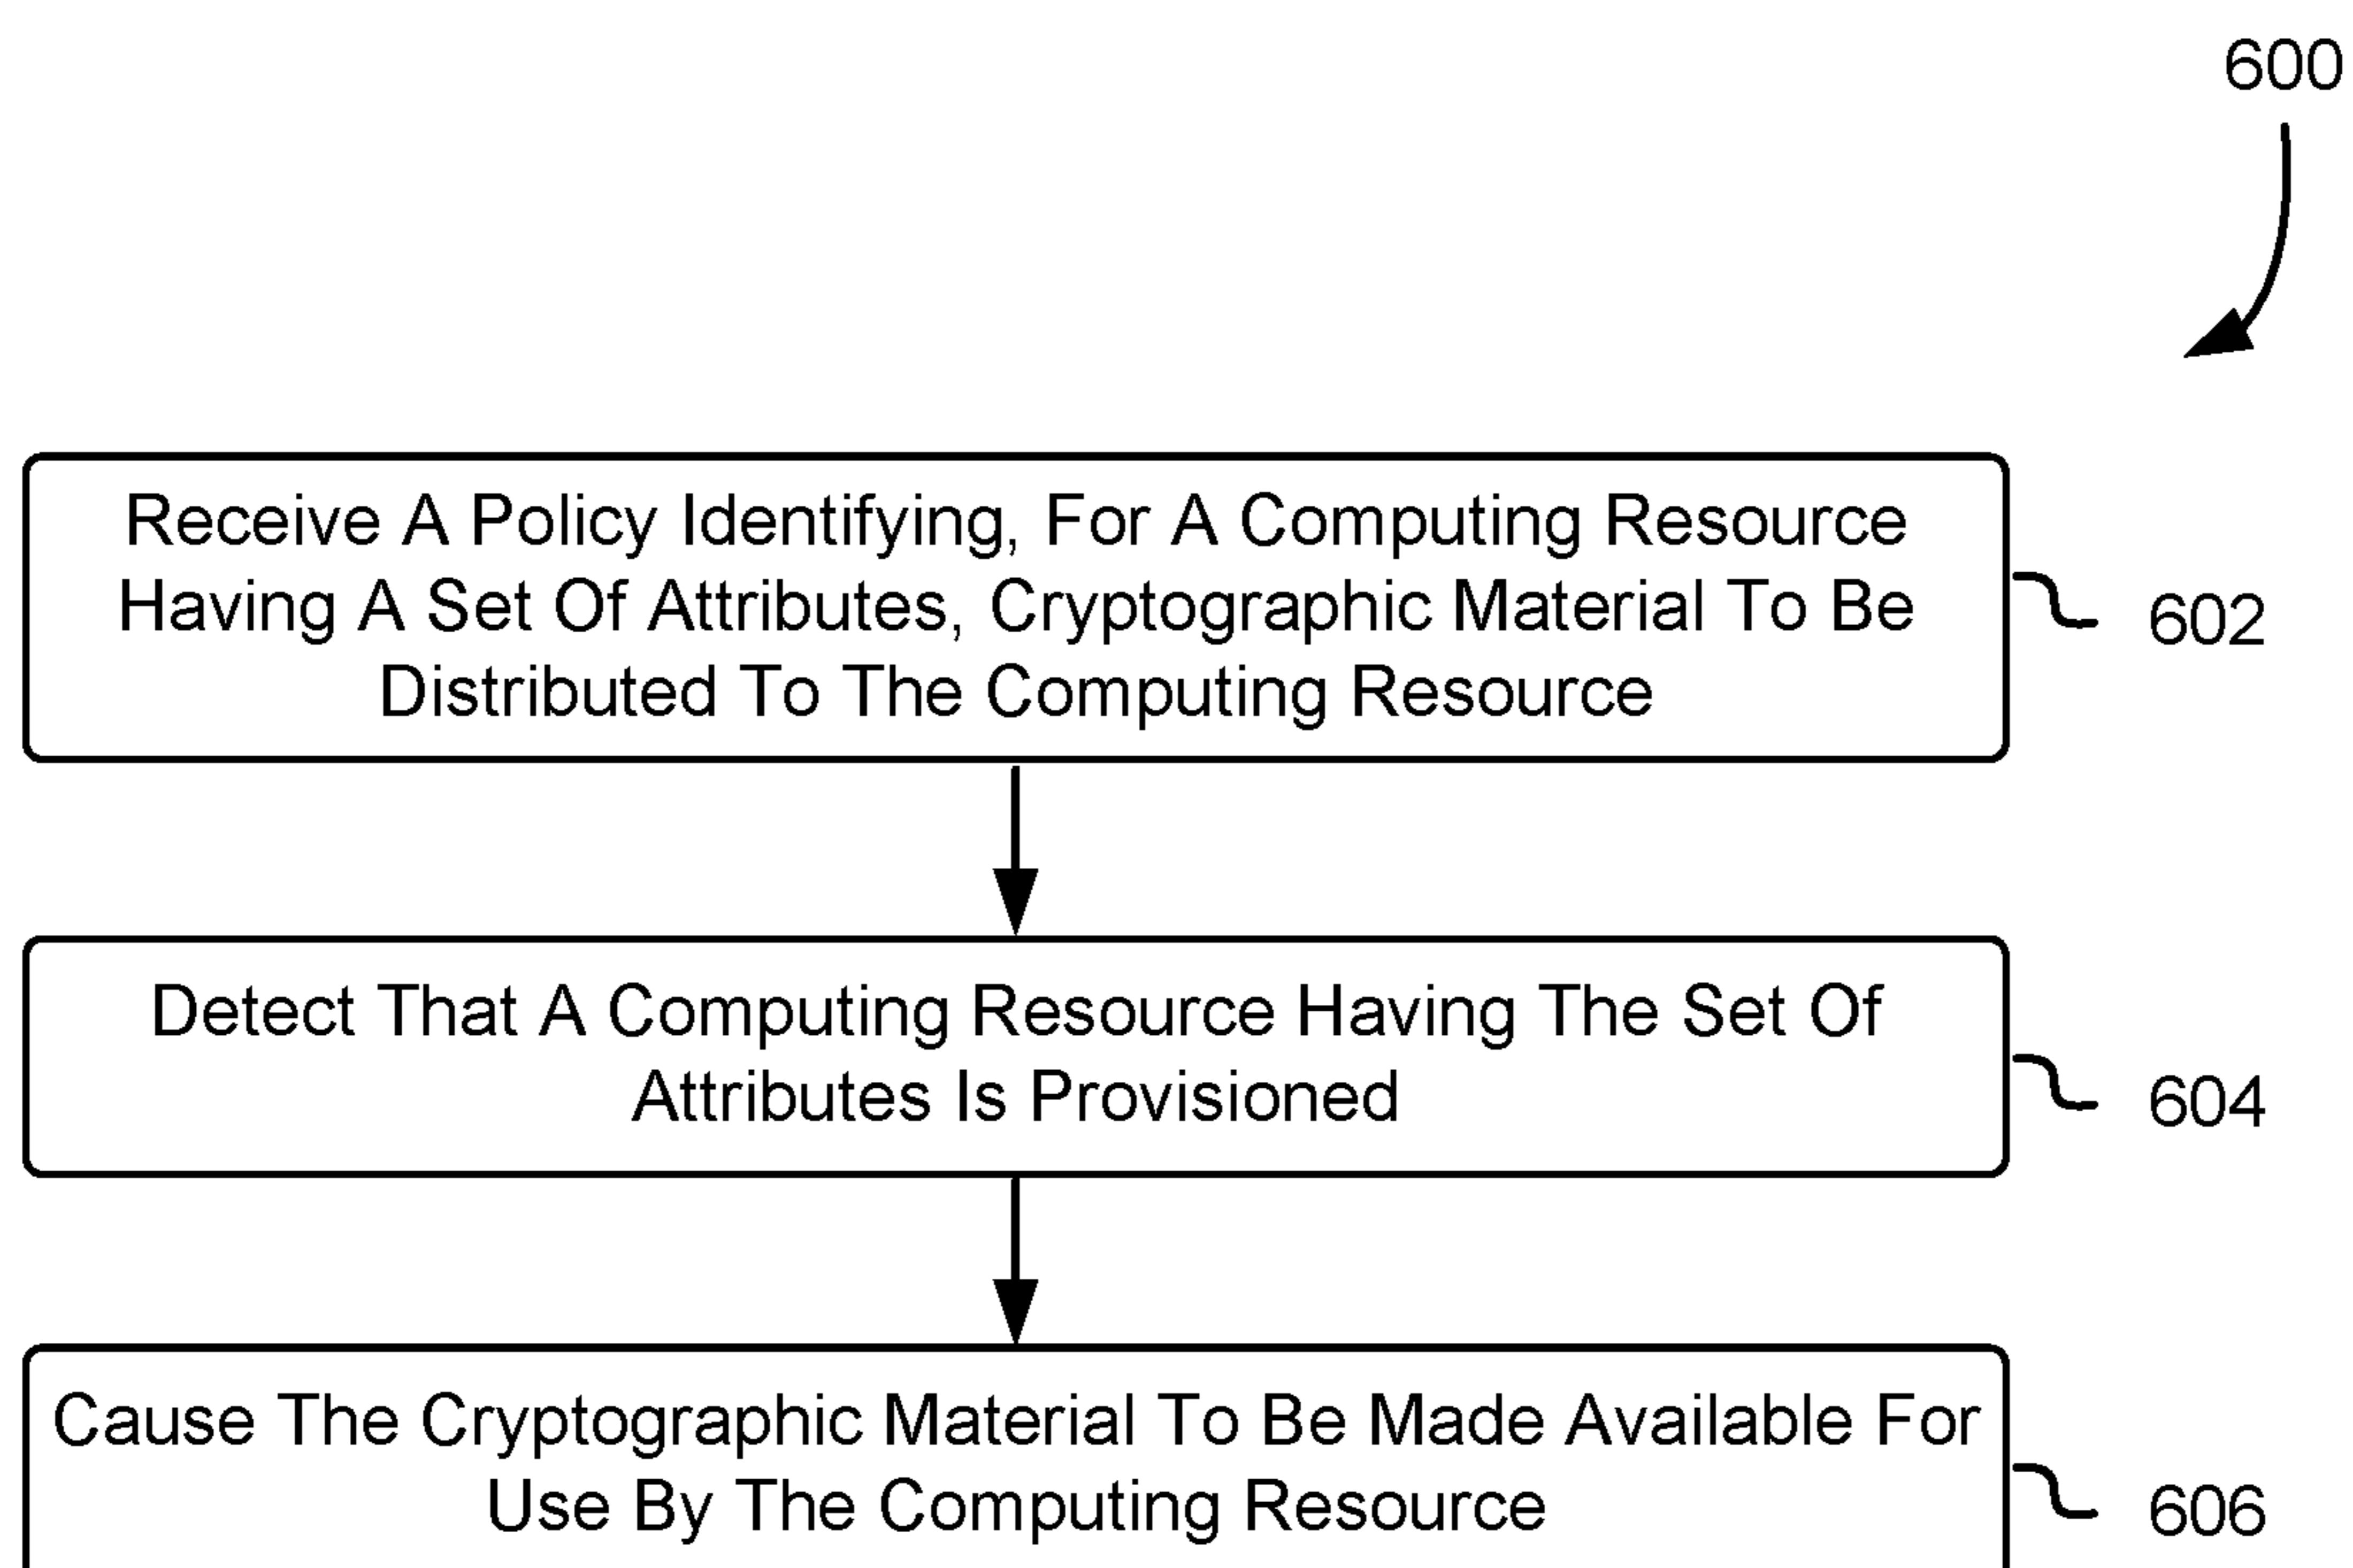 600
Receive A Policy Identifying, For A Computing Resource
Having A Set Of Attributes, Cryptographic Material To Be
Distributed To The Computing Resource
602
Detect That A Computing Resource Having The Set Of
Attributes Is Provisioned
604
Cause The Cryptographic Material To Be Made Available For
Use By The Computing Resource
606